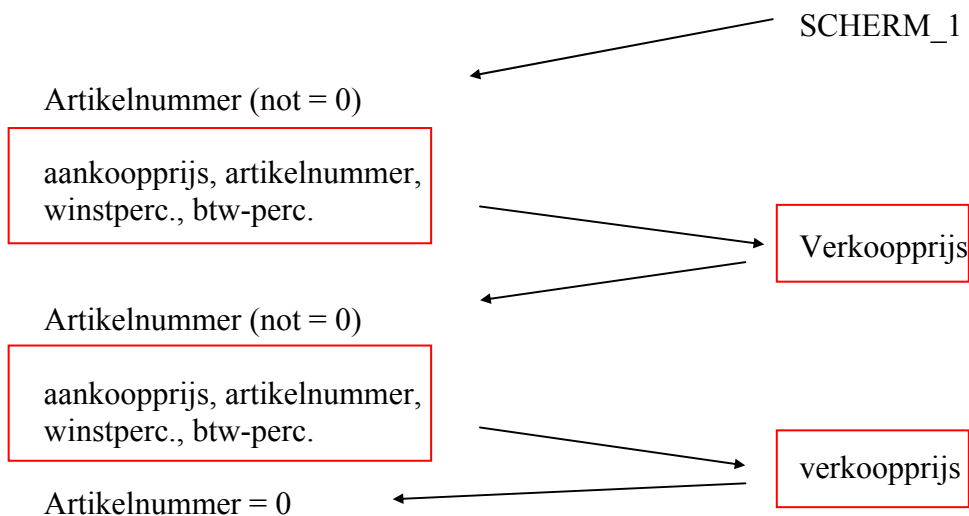 SCHERM_1
Artikelnummer (not = 0)
aankoopprijs, artikelnummer,
winstperc., btw-perc.
Verkoopprijs
Artikelnummer (not = 0)
aankoopprijs, artikelnummer,
winstperc., btw-perc.
verkoopprijs
Artikelnummer = 0